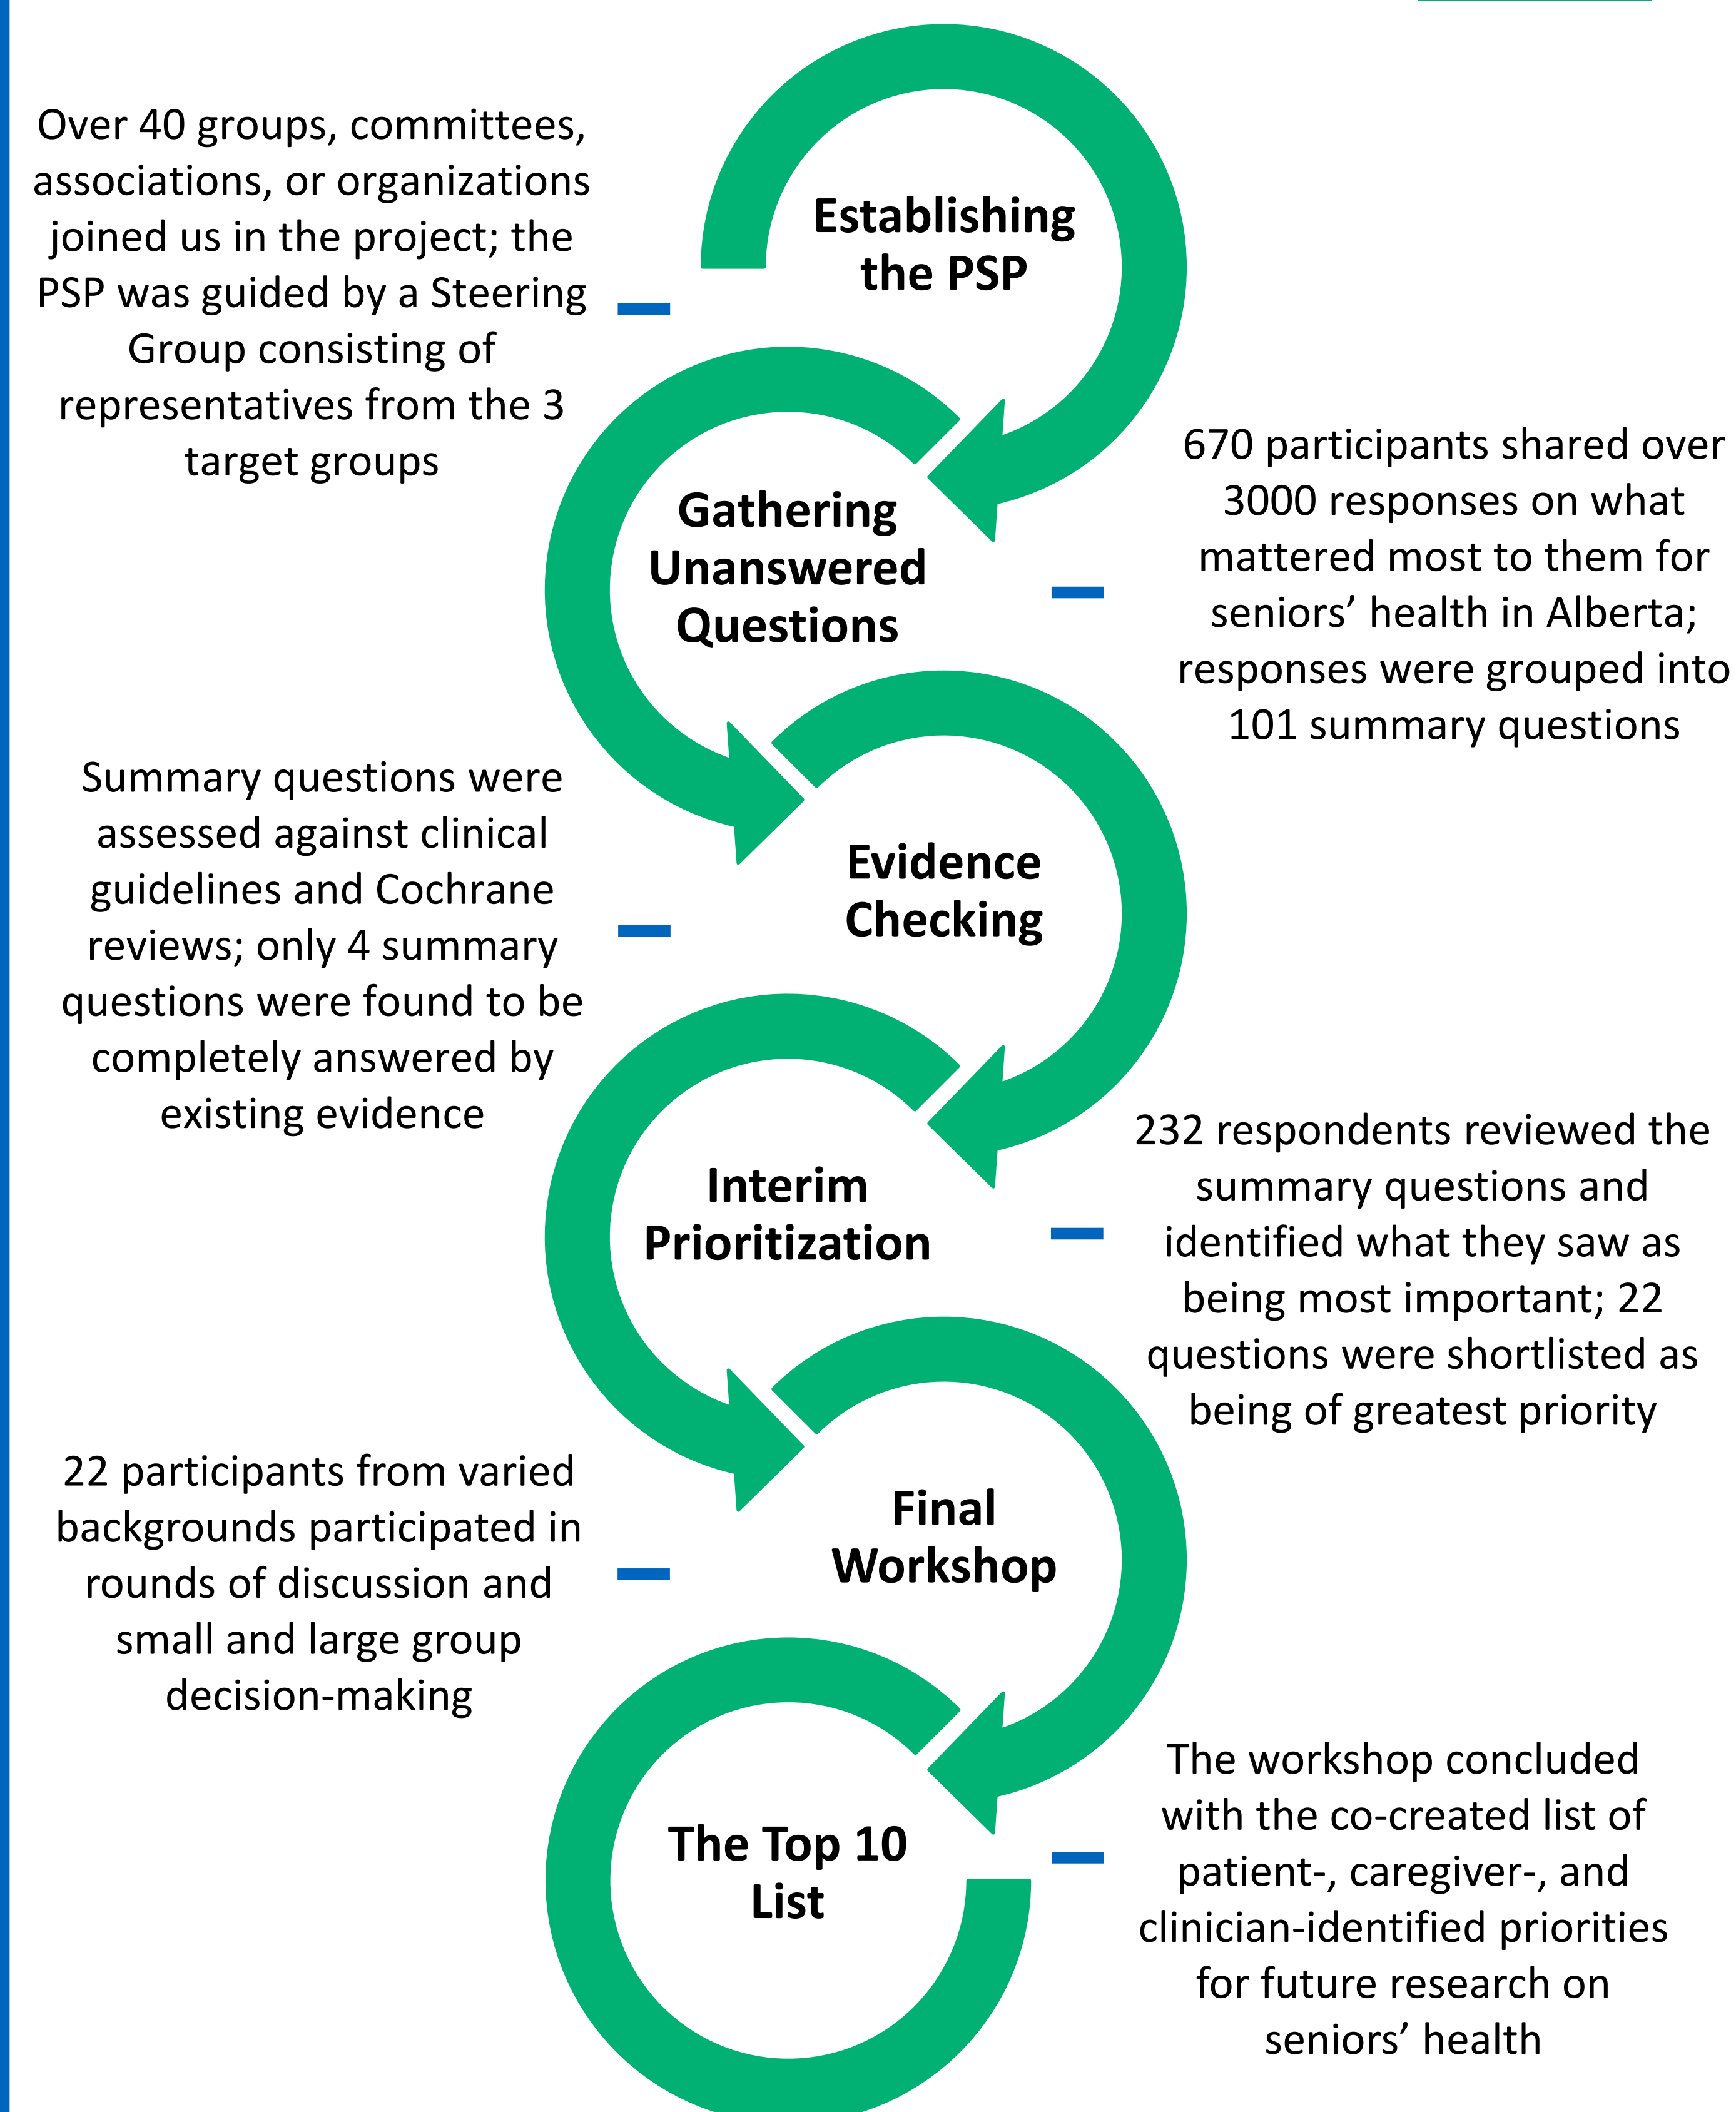 Over 40 groups, committees,
associations, or organizations
joined us in the project; the
PSP was guided by a Steering
Group consisting of
representatives from the 3
target groups
Establishing
the PSP
Gathering
Unanswered
Questions
670 participants shared over
3000 responses on what
mattered most to them for
seniors’ health in Alberta;
responses were grouped into
101 summary questions
Summary questions were
assessed against clinical
guidelines and Cochrane
reviews; only 4 summary
questions were found to be
completely answered by
existing evidence
Evidence
Checking
Interim
Prioritization
232 respondents reviewed the
summary questions and
identified what they saw as
being most important; 22
questions were shortlisted as
being of greatest priority
22 participants from varied
backgrounds participated in
rounds of discussion and
small and large group
decision-making
Final
Workshop
The Top 10
List
The workshop concluded
with the co-created list of
patient-, caregiver-, and
clinician-identified priorities
for future research on
seniors’ health